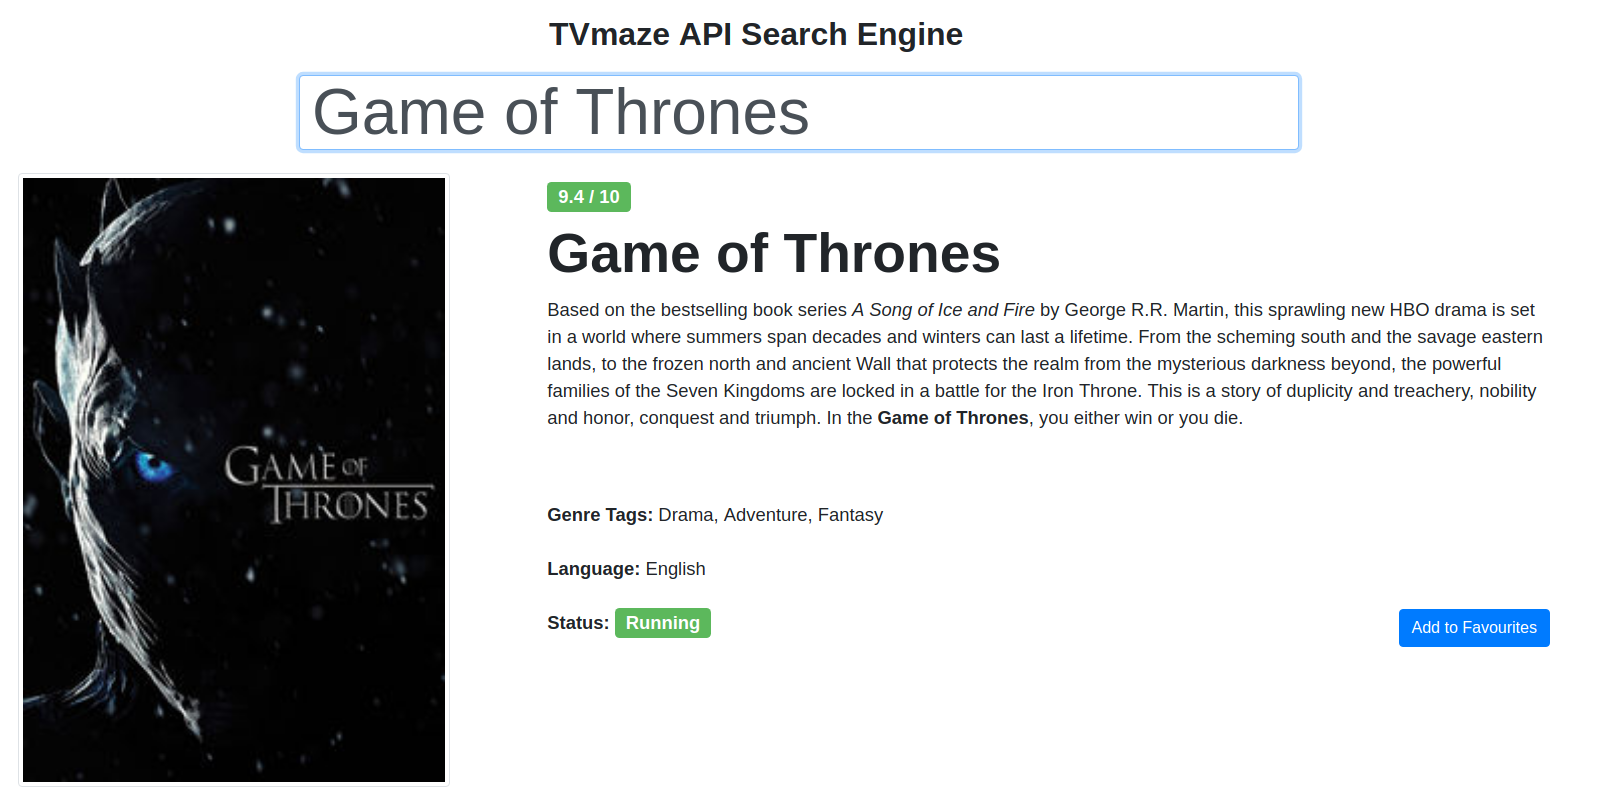 TVmaze API Search Engine
Game of Thrones
GAME OF
THRONES
9.4 / 10
Game of Thrones
Based on the bestselling book series A Song of Ice and Fire by George R.R. Martin, this sprawling new HBO drama is set
in a world where summers span decades and winters can last a lifetime. From the scheming south and the savage eastern
lands, to the frozen north and ancient Wall that protects the realm from the mysterious darkness beyond, the powerful
families of the Seven Kingdoms are locked in a battle for the Iron Throne. This is a story of duplicity and treachery, nobility
and honor, conquest and triumph. In the Game of Thrones, you either win or you die.
Genre Tags: Drama, Adventure, Fantasy
Language: English
Status: Running
Add to Favourites